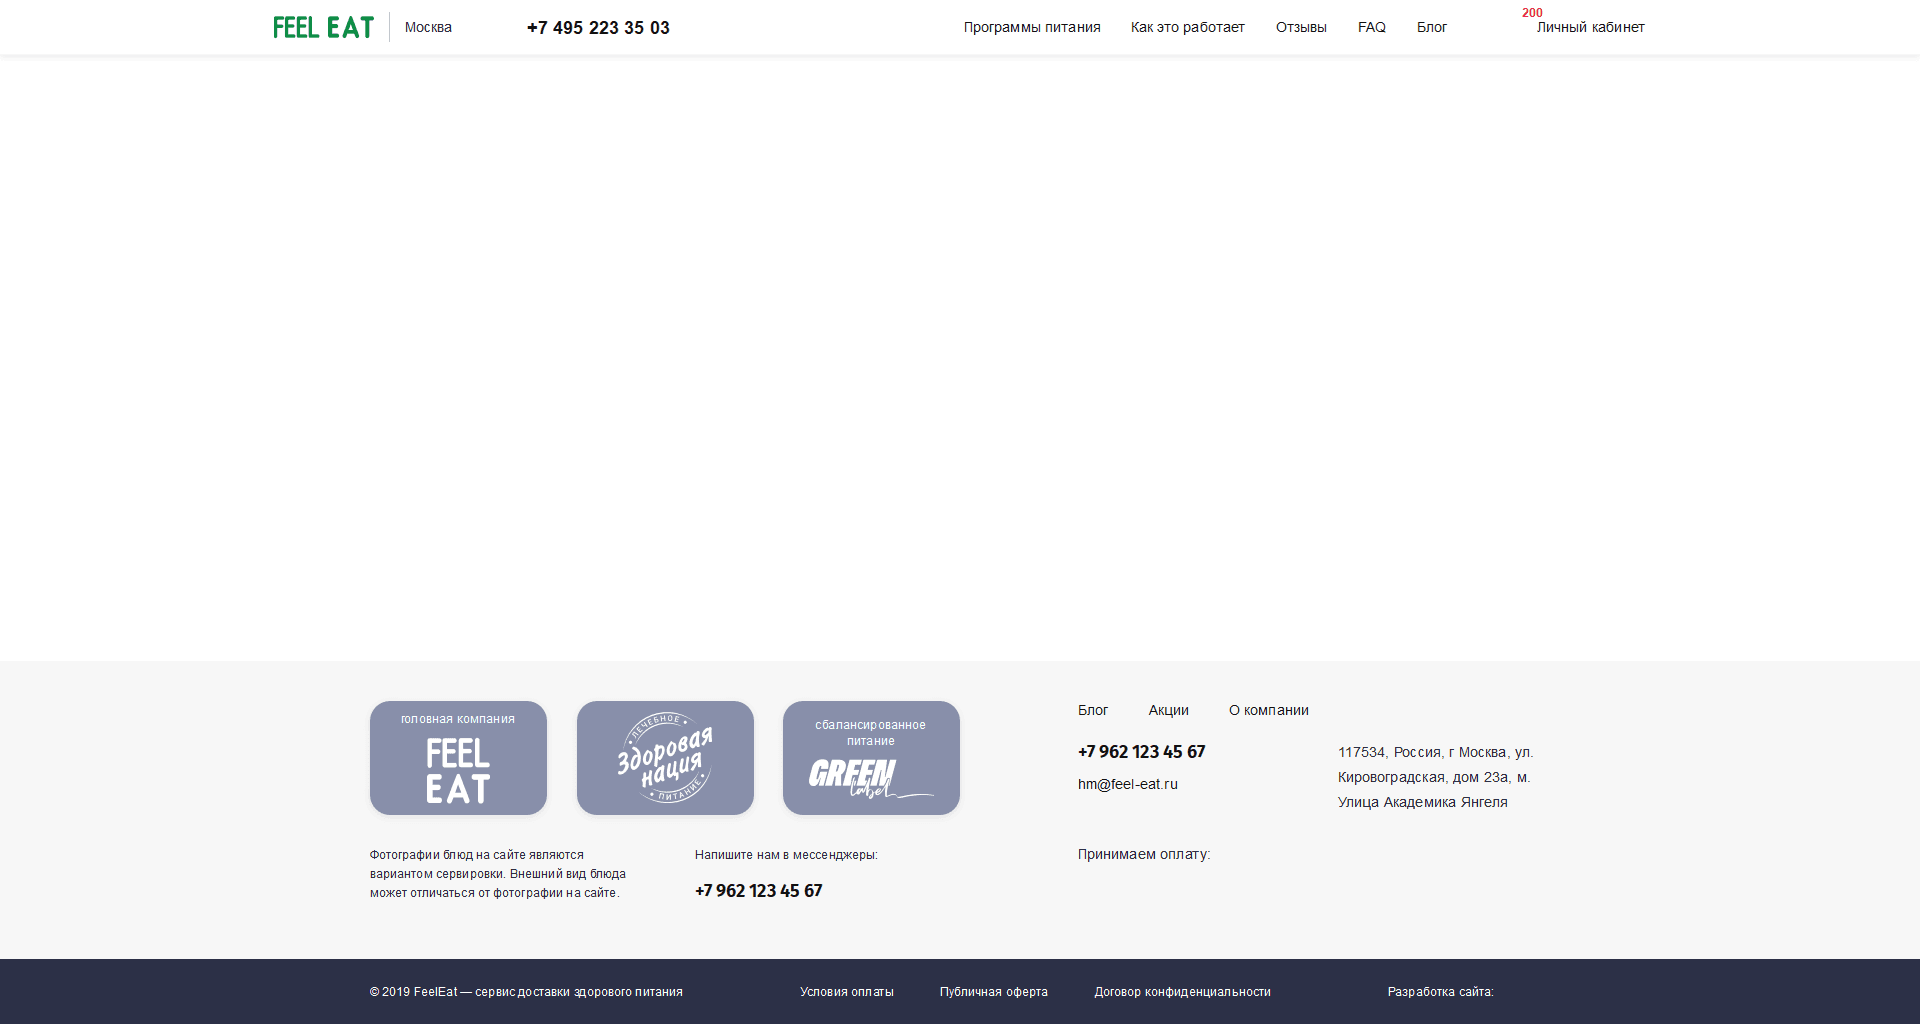 FEEL EAT
Москва
+7 495 223 35 03
Программы питания
Как это работает
Отзывы
FAQ
Блог
200
Личный кабинет
головная компания
FEEL
EAT
ЛЕЧЕБНОЕ
Здоровая
нация
ПИТАНИЕ
сбалансированное
питание
GREEN
label
Блог
Акции
О компании
+7 962 123 45 67
hm@feel-eat.ru
117534, Россия, г Москва, ул.
Кировоградская, дом 23а, м.
Улица Академика Янгеля
Фотографии блюд на сайте являются
вариантом сервировки. Внешний вид блюда
может отличаться от фотографии на сайте.
Напишите нам в мессенджеры:
+7 962 123 45 67
Принимаем оплату:
© 2019 FeelEat — сервис доставки здорового питания
Условия оплаты
Публичная оферта
Договор конфиденциальности
Разработка сайта: